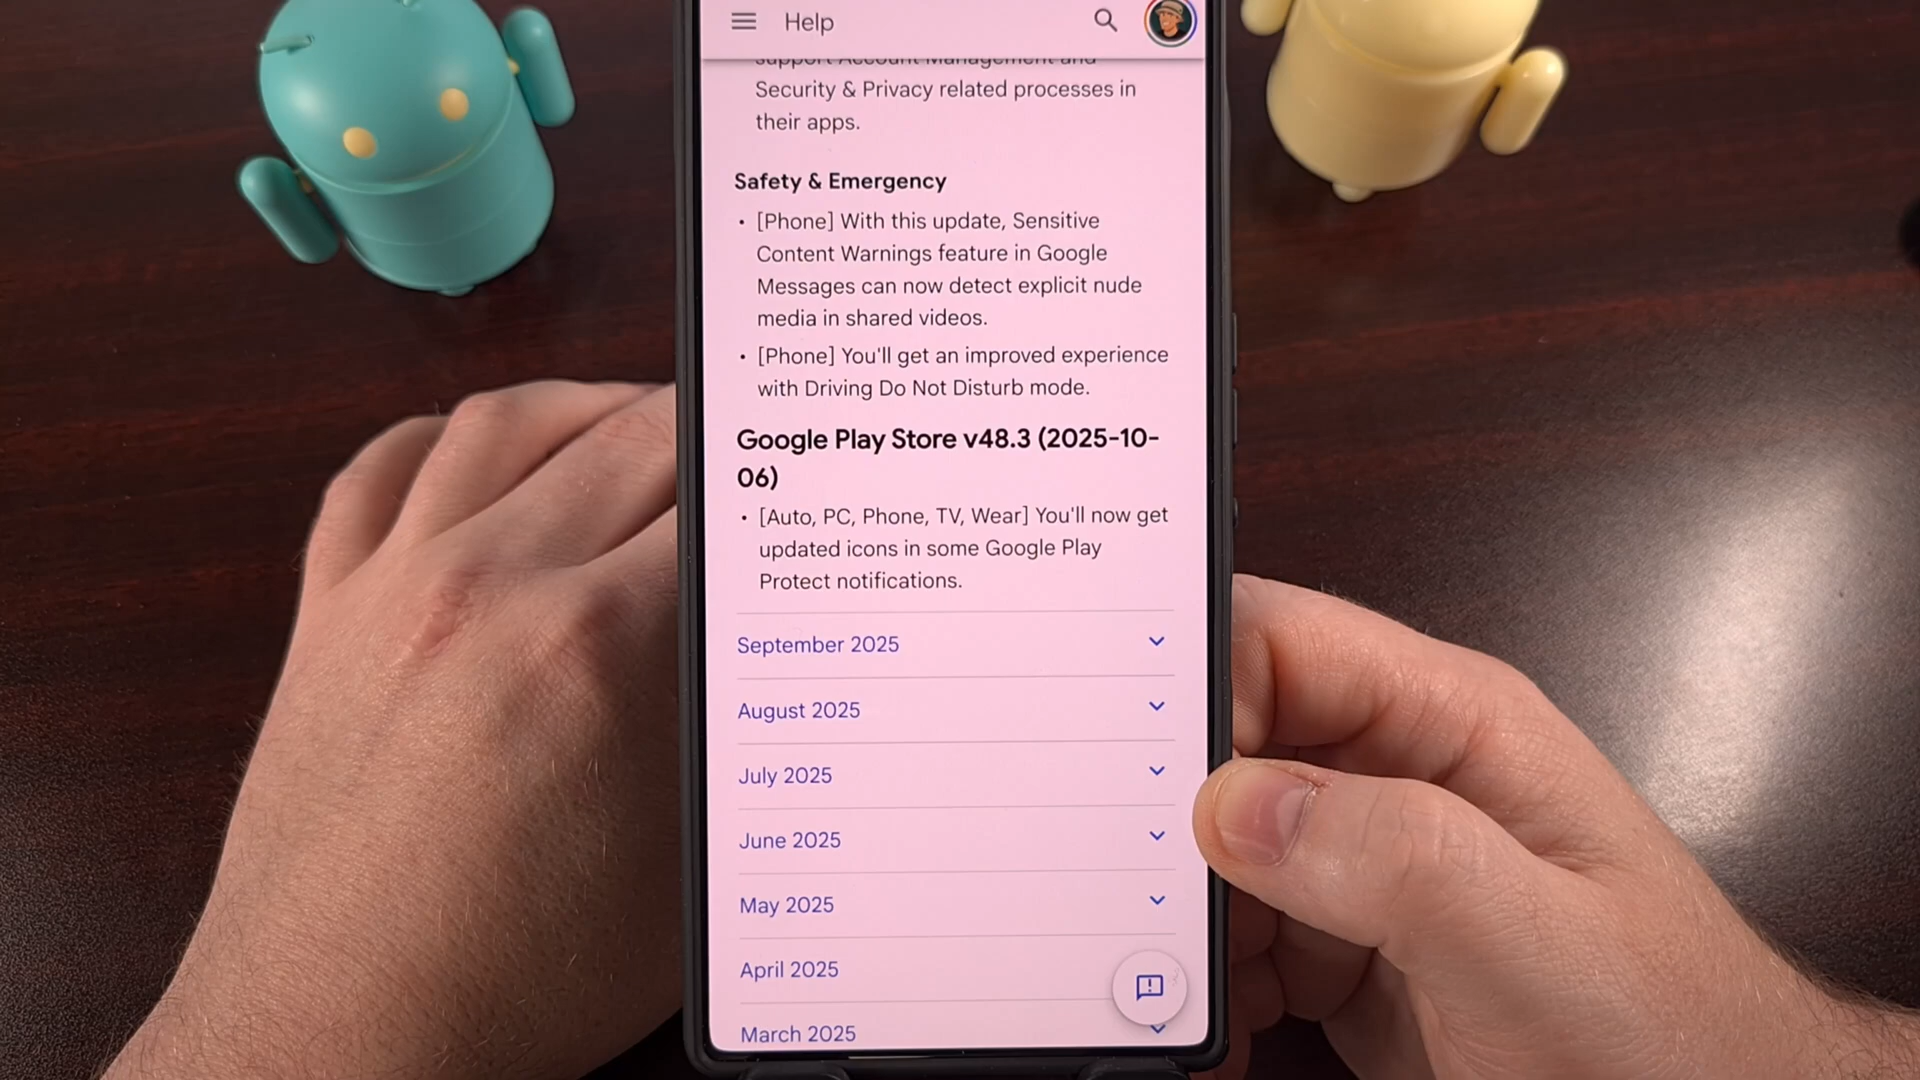 Help
support Account Management and
Security & Privacy related processes in
their apps.
Safety & Emergency
• [Phone] With this update, Sensitive
Content Warnings feature in Google
Messages can now detect explicit nude
media in shared videos.
• [Phone] You'll get an improved experience
with Driving Do Not Disturb mode.
Google Play Store v48.3 (2025-10-
06)
• [Auto, PC, Phone, TV, Wear] You'll now get
updated icons in some Google Play
Protect notifications.
September 2025
August 2025
July 2025
June 2025
May 2025
April 2025
March 2025